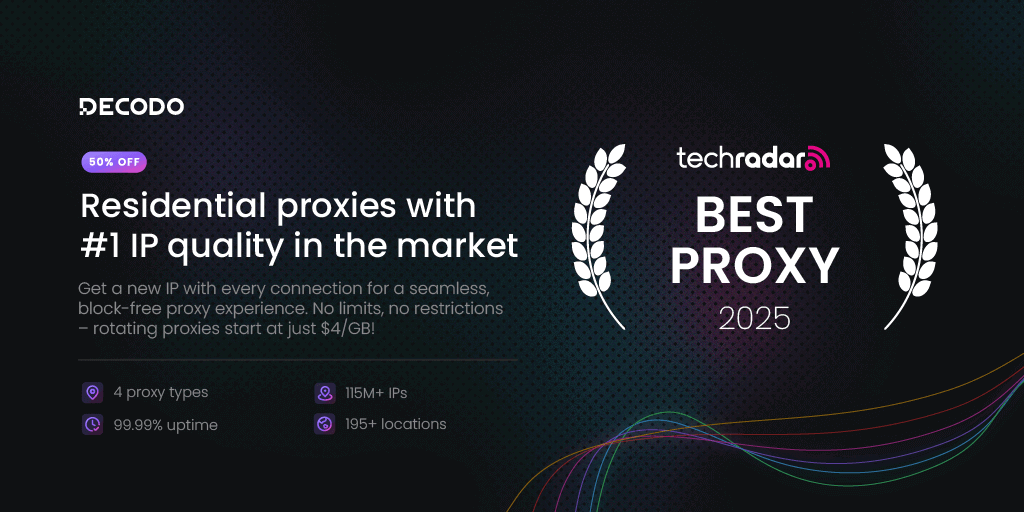 DECODO
50% OFF
Residential proxies with
#1 IP quality in the market
Get a new IP with every connection for a seamless,
block-free proxy experience. No limits, no restrictions
– rotating proxies start at just $4/GB!
4 proxy types
115M+ IPs
99.99% uptime
195+ locations
techradar
BEST
PROXY
2025